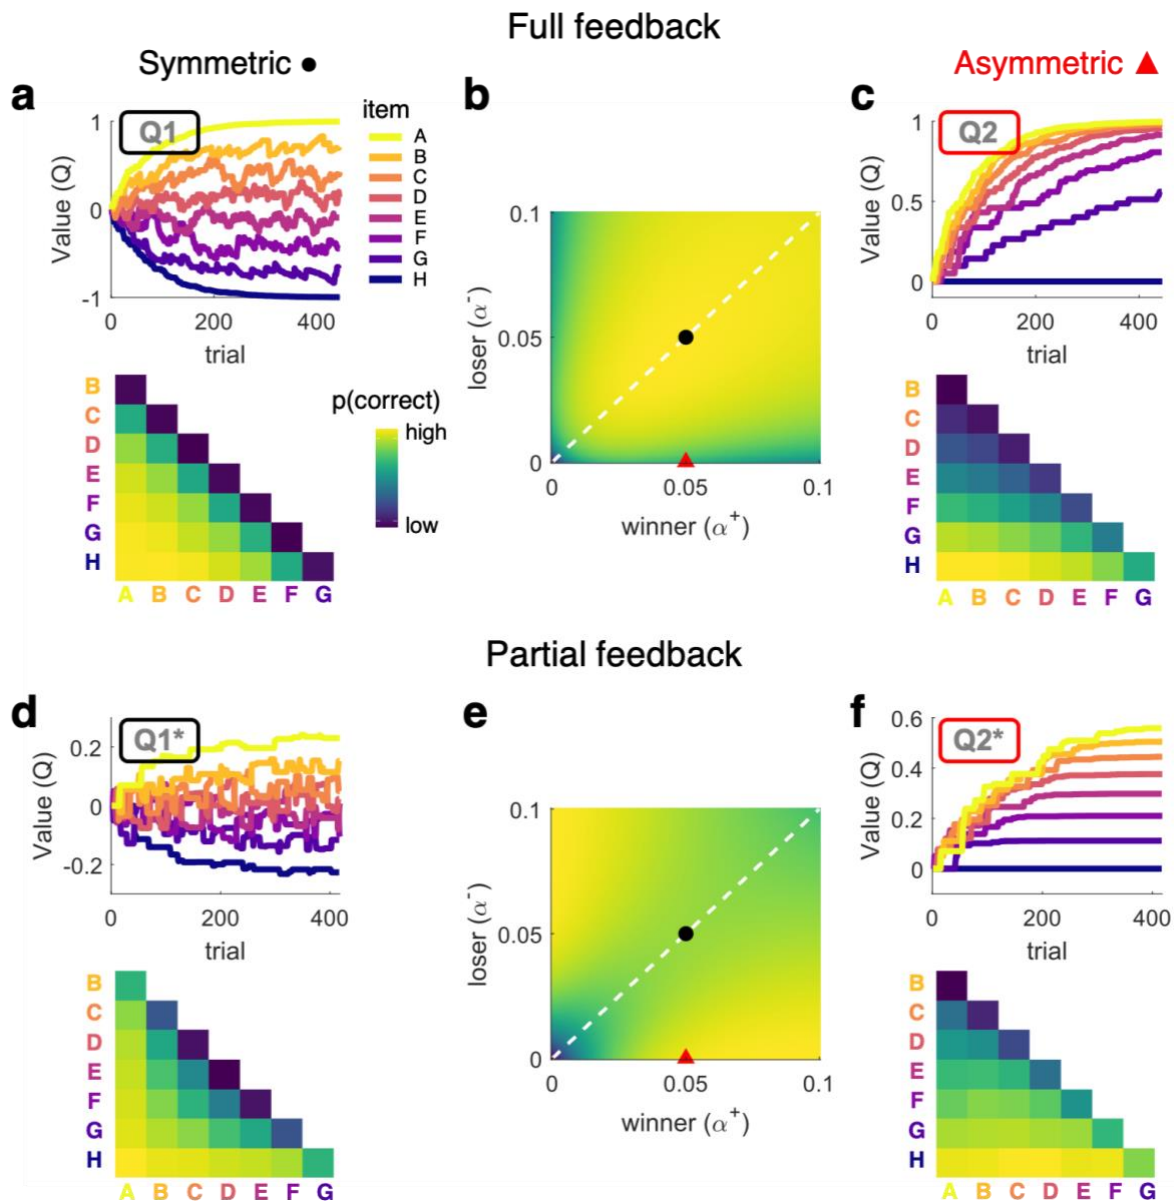 Full feedback
Symmetric ●
Asymmetric ▲
a
b
c
Q1
item
A
B
C
D
E
F
G
H
Value (Q)
1
0
-1
0 200 400
trial
B
C
D
E
F
G
H
A B C D E F G
p(correct)
high
low
loser (α⁻)
0.1
0.05
0
0 0.05 0.1
winner (α⁺)
Q2
Value (Q)
1
0.5
0
0 200 400
trial
B
C
D
E
F
G
H
A B C D E F G
Partial feedback
d
e
f
Q1*
Value (Q)
0.2
0
-0.2
0 200 400
trial
B
C
D
E
F
G
H
A B C D E F G
loser (α⁻)
0.1
0.05
0
0 0.05 0.1
winner (α⁺)
Q2*
Value (Q)
0.6
0.4
0.2
0
0 200 400
trial
B
C
D
E
F
G
H
A B C D E F G